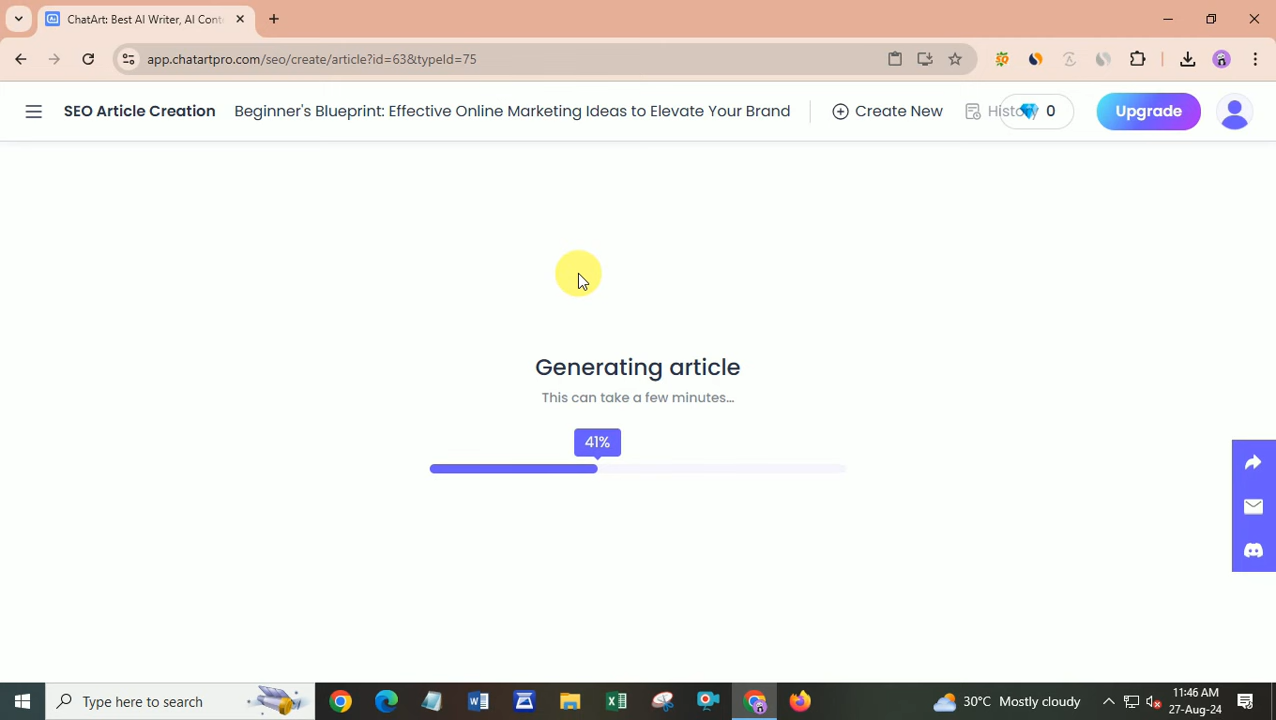 ChatArt: Best AI Writer, AI Cont
app.chatartpro.com/seo/create/article?id=63&typeId=75
SEO Article Creation Beginner's Blueprint: Effective Online Marketing Ideas to Elevate Your Brand Create New History 0 Upgrade
Generating article
This can take a few minutes...
41%
Type here to search 30°C Mostly cloudy 11:46 AM
27-Aug-24